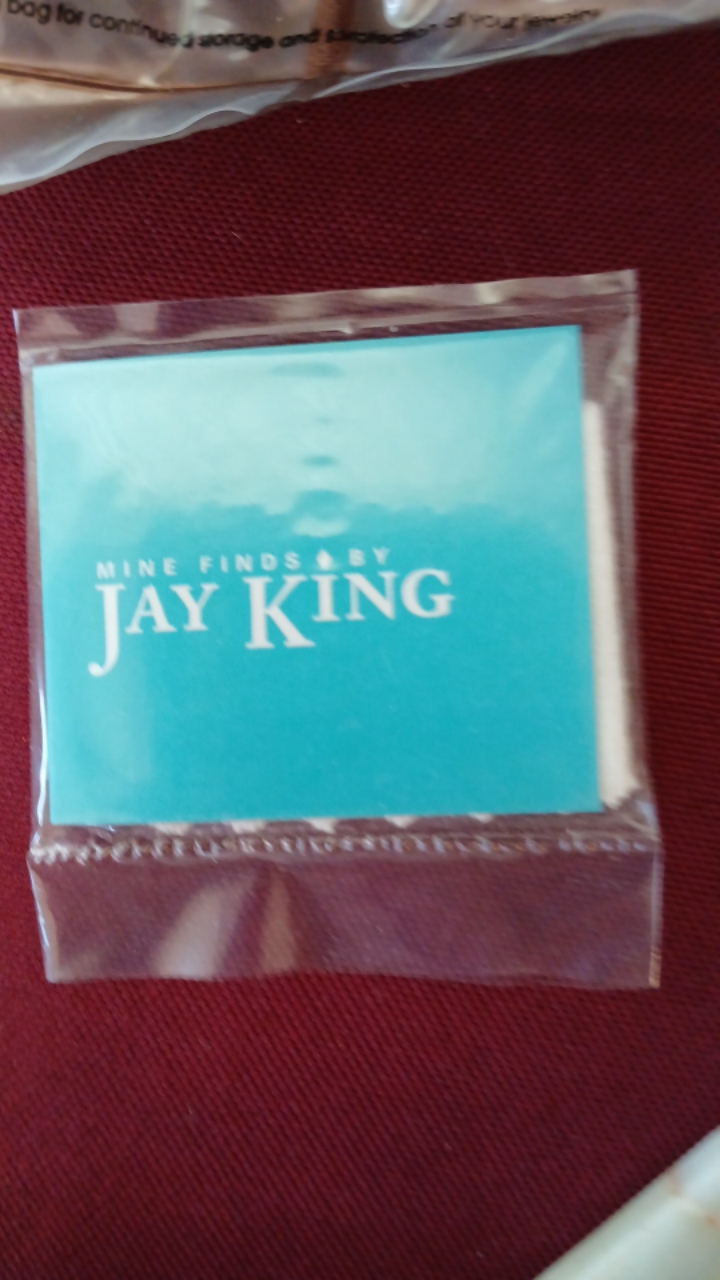 bag for continued storage and protection of your jewelry
MINE FINDS BY
JAY KING